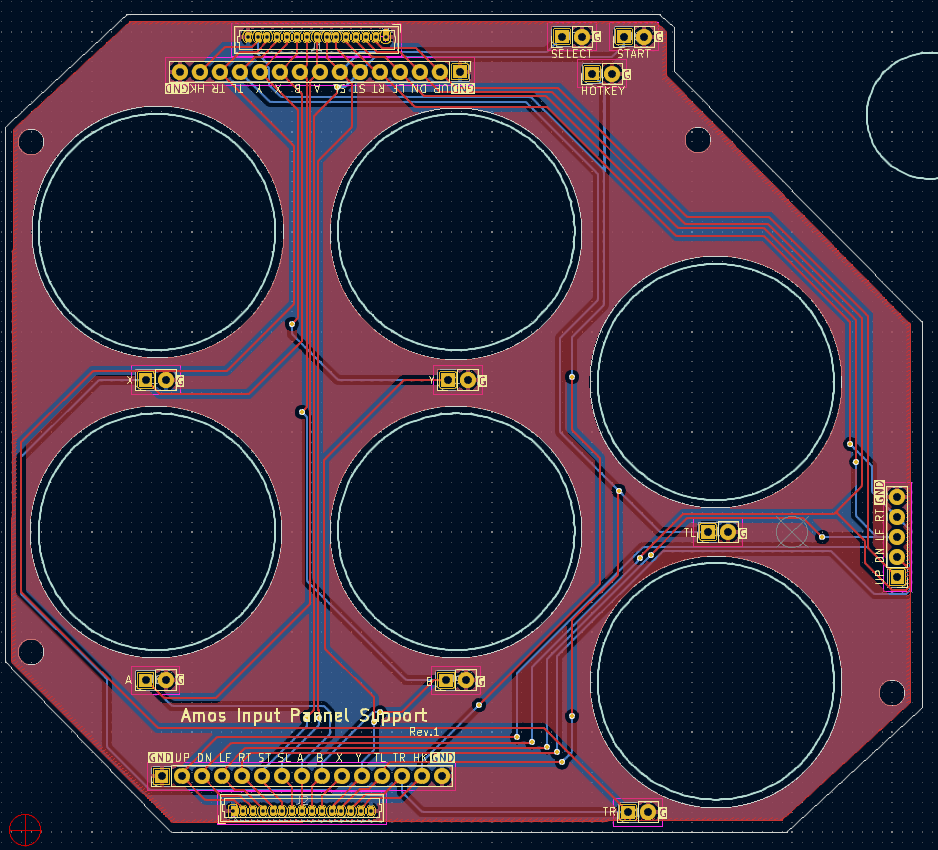 SELECT G START G
HOTKEY G
GND HK TR TL Y X B A SL ST RT LF DN UP GND
X G
Y G
GND
RT
LF
DN
UP
TL G
A G
B G
Amos Input Pannel Support
Rev.1
GND UP DN LF RT ST SL A B X Y TL TR HK GND
TR G